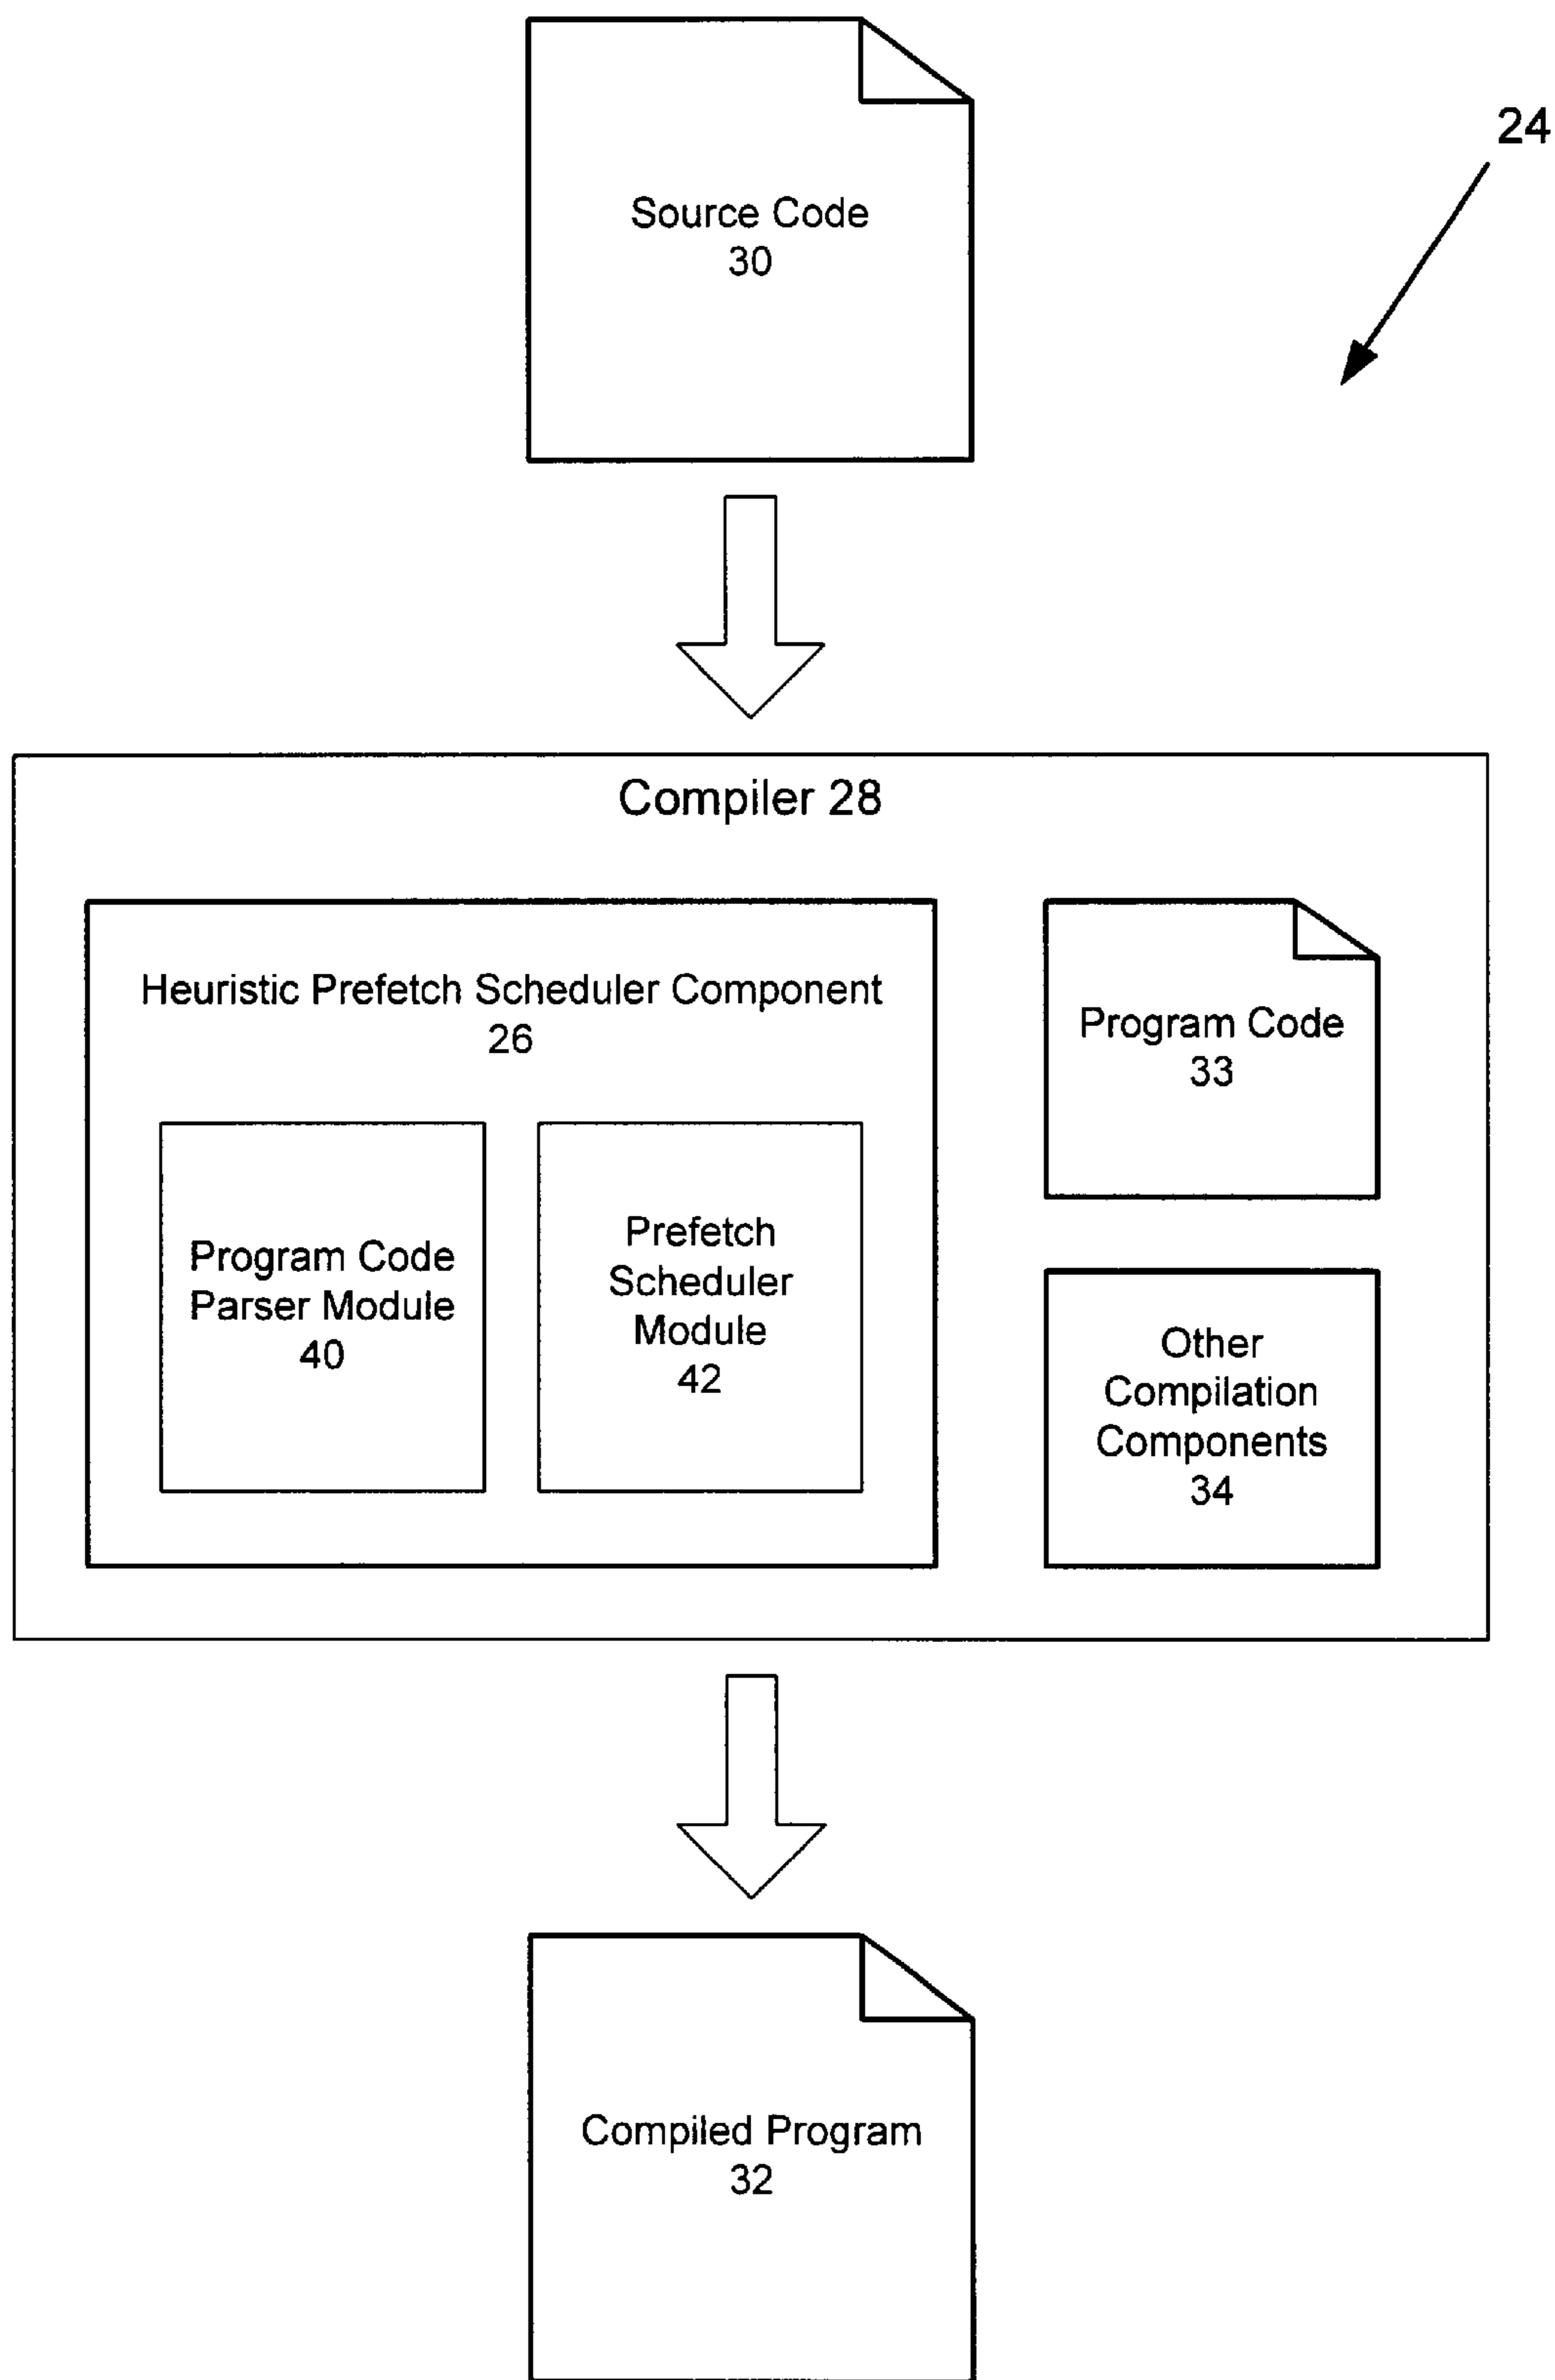 24
Source Code
30
Compiler 28
Heuristic Prefetch Scheduler Component
26
Program Code
Parser Module
40
Prefetch
Scheduler
Module
42
Program Code
33
Other
Compilation
Components
34
Compiled Program
32